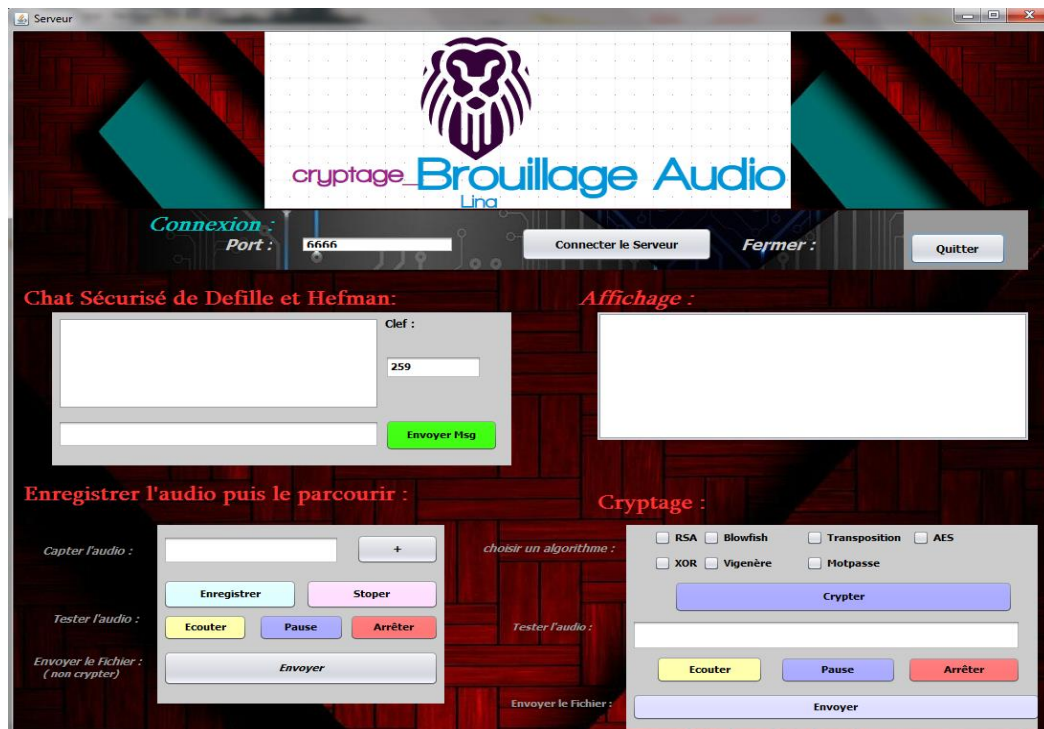 Serveur
cryptage_Brouillage Audio
Lina
Connexion :
Port : 6666 Connecter le Serveur Fermer : Quitter
Chat Sécurisé de Defille et Hefman:
Clef :
259
Envoyer Msg
Affichage :
Enregistrer l'audio puis le parcourir :
Capter l'audio : +
Enregistrer Stoper
Tester l'audio : Ecouter Pause Arrêter
Envoyer le Fichier : Envoyer
( non crypter)
Cryptage :
choisir un algorithme : RSA Blowfish Transposition AES
XOR Vigenère Motpasse
Crypter
Tester l'audio :
Ecouter Pause Arrêter
Envoyer le Fichier : Envoyer